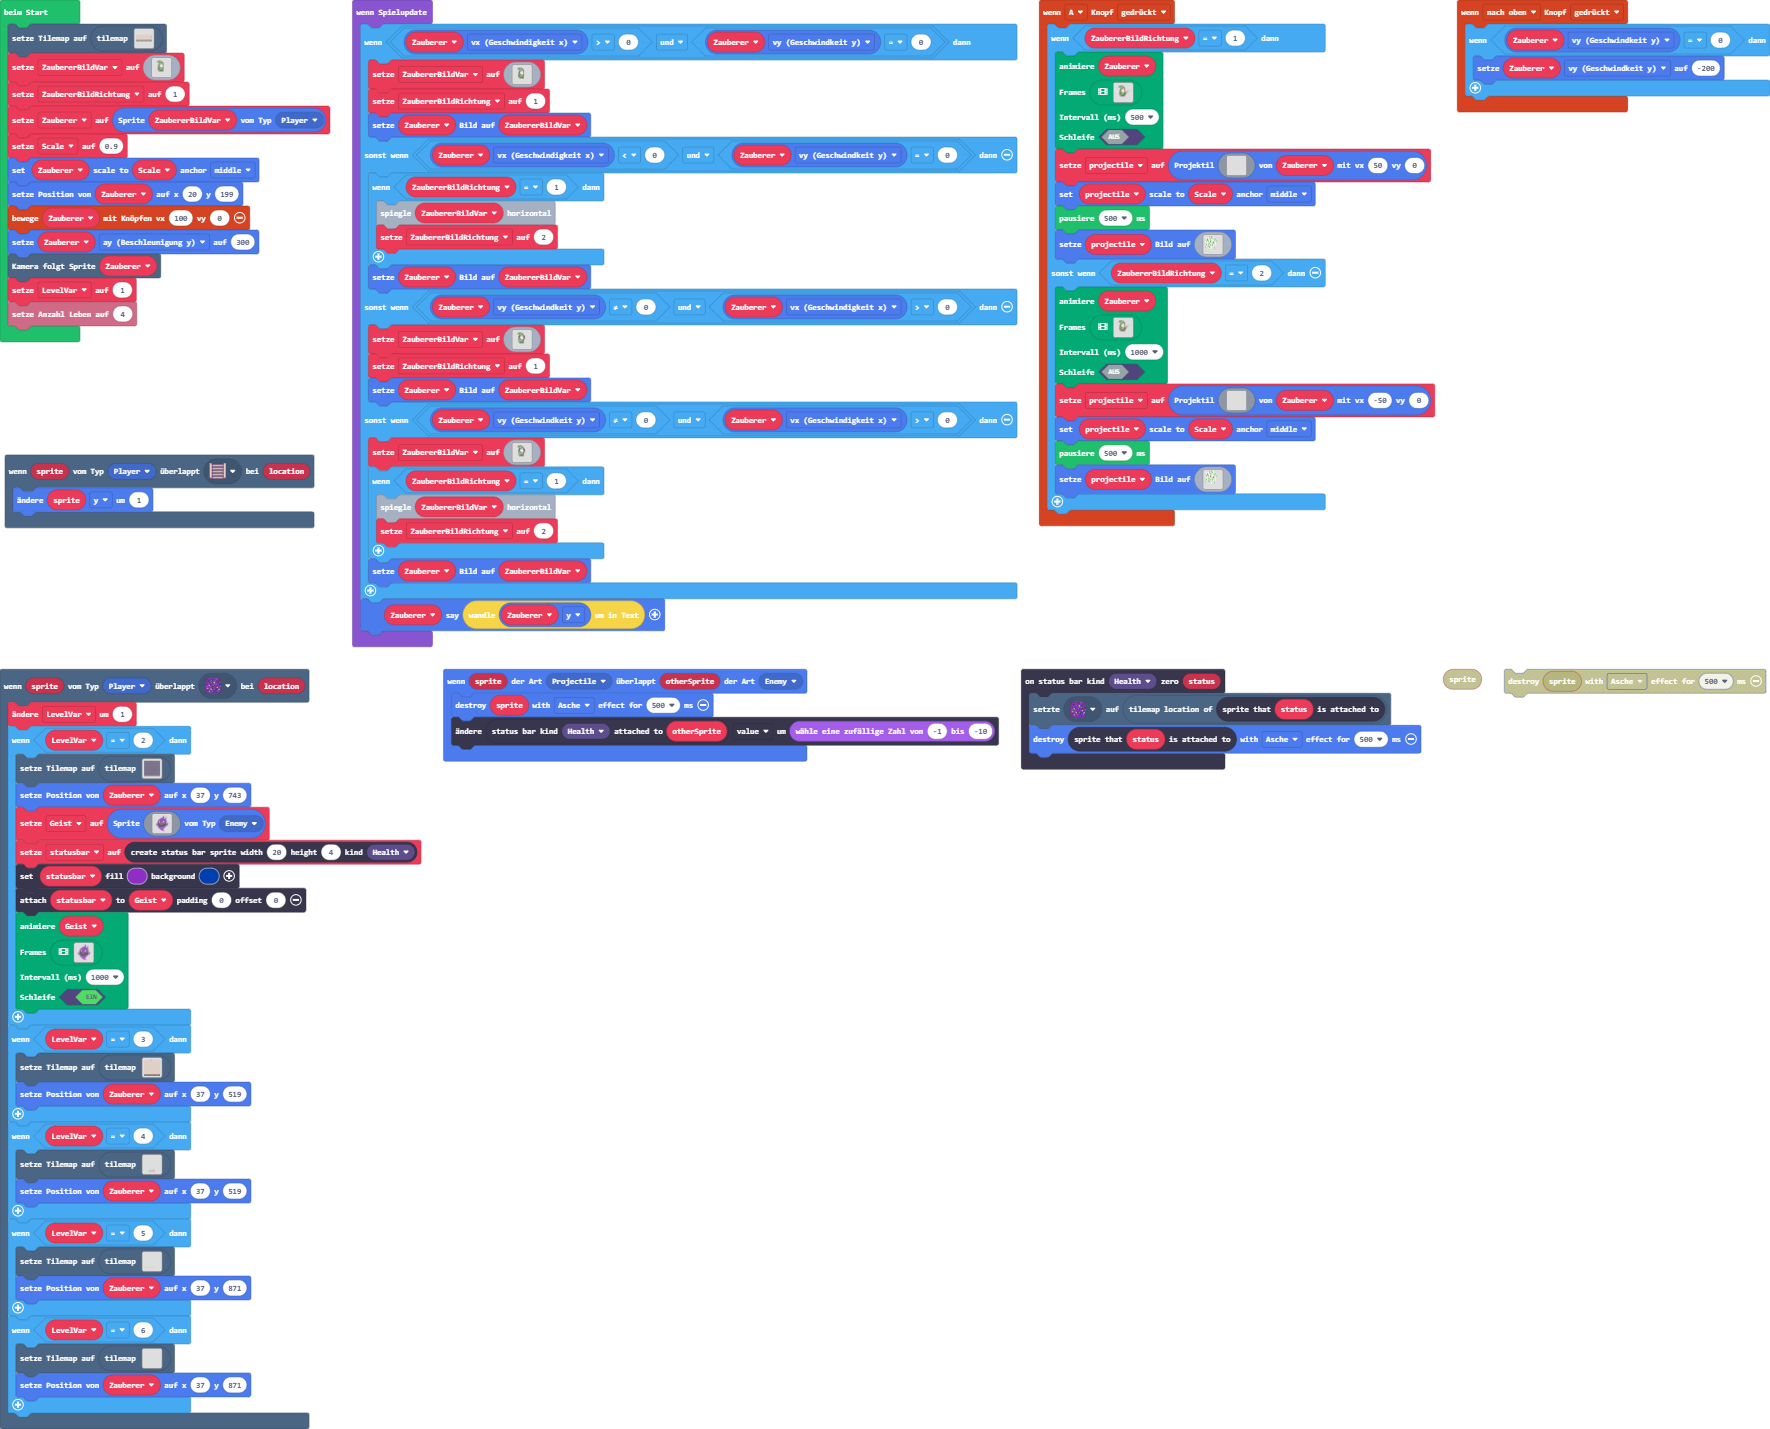 beim Start
setze Tilemap auf tilemap
setze ZaubererBildVar auf
setze ZaubererBildRichtung auf 1
setze Zauberer auf Sprite ZaubererBildVar vom Typ Player
setze Scale auf 0.9
set Zauberer scale to Scale anchor middle
setze Position von Zauberer auf x 20 y 199
bewege Zauberer mit Knöpfen vx 100 vy 0
setze Zauberer ay (Beschleunigung y) auf 300
Kamera folgt Sprite Zauberer
setze LevelVar auf 1
setze Anzahl Leben auf 4
wenn sprite vom Typ Player überlappt bei location
ändere sprite y um 1
wenn Spielupdate
wenn Zauberer vx (Geschwindigkeit x) > 0 und Zauberer vy (Geschwindkeit y) = 0 dann
setze ZaubererBildVar auf
setze ZaubererBildRichtung auf 1
setze Zauberer Bild auf ZaubererBildVar
sonst wenn Zauberer vx (Geschwindigkeit x) < 0 und Zauberer vy (Geschwindkeit y) = 0 dann
wenn ZaubererBildRichtung = 1 dann
spiegle ZaubererBildVar horizontal
setze ZaubererBildRichtung auf 2
setze Zauberer Bild auf ZaubererBildVar
sonst wenn Zauberer vy (Geschwindkeit y) ≠ 0 und Zauberer vx (Geschwindigkeit x) > 0 dann
setze ZaubererBildVar auf
setze ZaubererBildRichtung auf 1
setze Zauberer Bild auf ZaubererBildVar
sonst wenn Zauberer vy (Geschwindkeit y) ≠ 0 und Zauberer vx (Geschwindigkeit x) > 0 dann
setze ZaubererBildVar auf
wenn ZaubererBildRichtung = 1 dann
spiegle ZaubererBildVar horizontal
setze ZaubererBildRichtung auf 2
setze Zauberer Bild auf ZaubererBildVar
Zauberer say wandle Zauberer y um in Text
wenn A Knopf gedrückt
wenn ZaubererBildRichtung = 1 dann
animiere Zauberer
Frames
Intervall (ms) 500
Schleife AUS
setze projectile auf Projektil von Zauberer mit vx 50 vy 0
set projectile scale to Scale anchor middle
pausiere 500 ms
setze projectile Bild auf
sonst wenn ZaubererBildRichtung = 2 dann
animiere Zauberer
Frames
Intervall (ms) 1000
Schleife AUS
setze projectile auf Projektil von Zauberer mit vx -50 vy 0
set projectile scale to Scale anchor middle
pausiere 500 ms
setze projectile Bild auf
wenn nach oben Knopf gedrückt
wenn Zauberer vy (Geschwindkeit y) = 0 dann
setze Zauberer vy (Geschwindkeit y) auf -200
wenn sprite vom Typ Player überlappt bei location
ändere LevelVar um 1
wenn LevelVar = 2 dann
setze Tilemap auf tilemap
setze Position von Zauberer auf x 37 y 743
setze Geist auf Sprite vom Typ Enemy
setze statusbar auf create status bar sprite width 20 height 4 kind Health
set statusbar fill background
attach statusbar to Geist padding 0 offset 0
animiere Geist
Frames
Intervall (ms) 1000
Schleife EIN
wenn LevelVar = 3 dann
setze Tilemap auf tilemap
setze Position von Zauberer auf x 37 y 519
wenn LevelVar = 4 dann
setze Tilemap auf tilemap
setze Position von Zauberer auf x 37 y 519
wenn LevelVar = 5 dann
setze Tilemap auf tilemap
setze Position von Zauberer auf x 37 y 871
wenn LevelVar = 6 dann
setze Tilemap auf tilemap
setze Position von Zauberer auf x 37 y 871
wenn sprite der Art Projectile überlappt otherSprite der Art Enemy
destroy sprite with Asche effect for 500 ms
ändere status bar kind Health attached to otherSprite value um wähle eine zufällige Zahl von -1 bis -10
on status bar kind Health zero status
setzte auf tilemap location of sprite that status is attached to
destroy sprite that status is attached to with Asche effect for 500 ms
sprite
destroy sprite with Asche effect for 500 ms